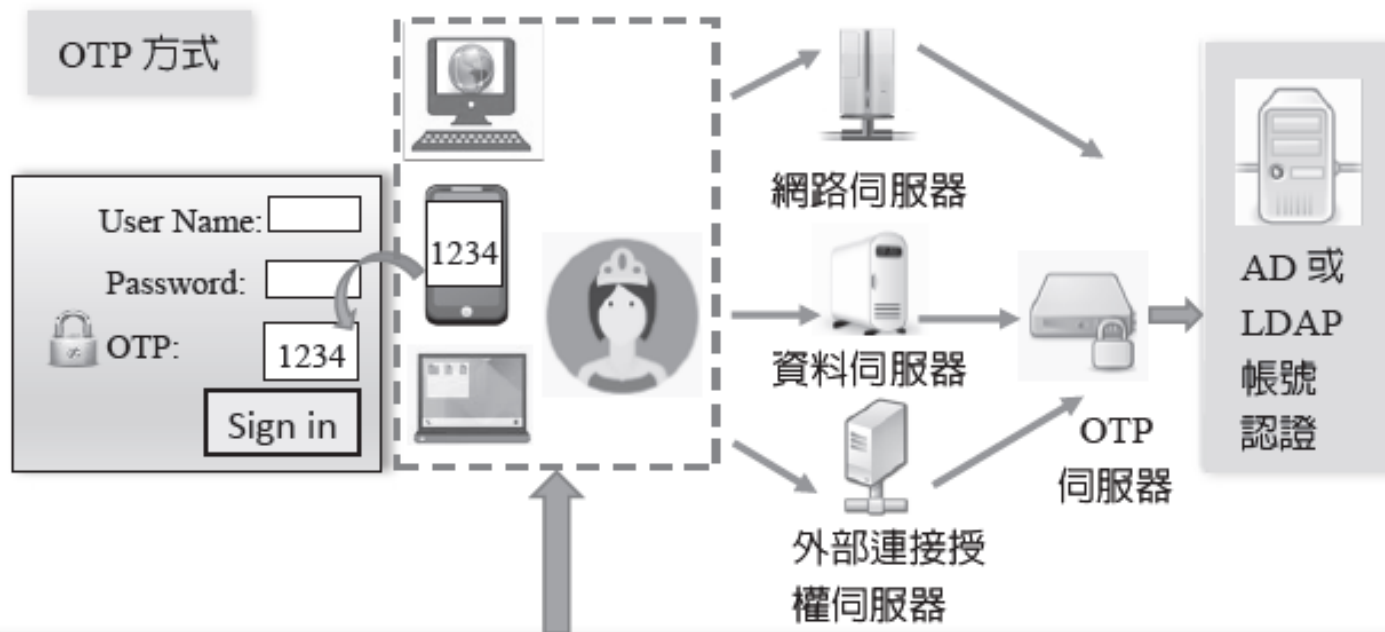 OTP 方式
User Name:
Password:
OTP:
1234
Sign in
1234
網路伺服器
資料伺服器
外部連接授
權伺服器
OTP
伺服器
AD 或
LDAP
帳號
認證